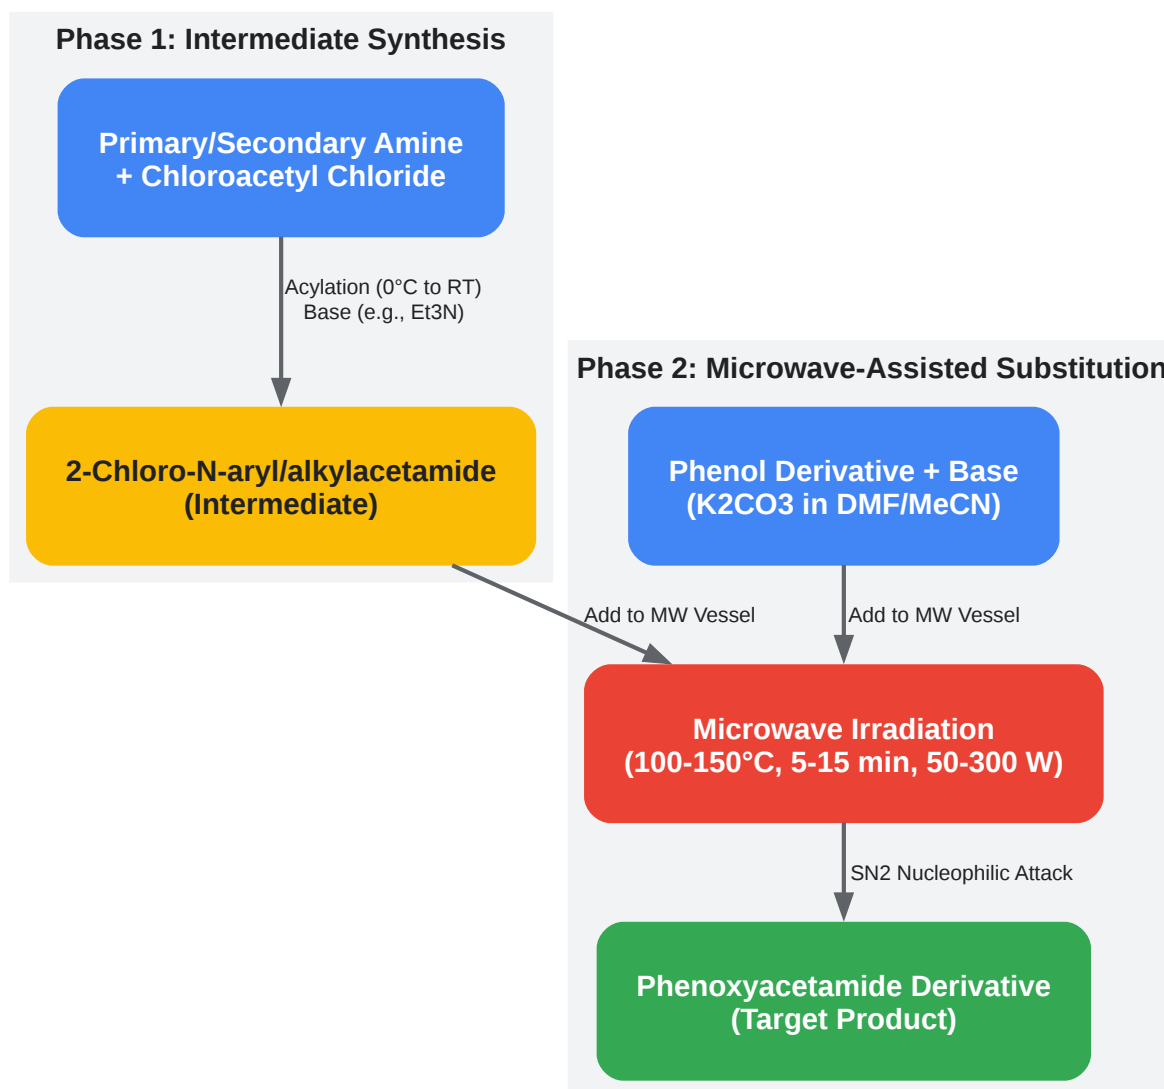 Phase 1: Intermediate Synthesis
Primary/Secondary Amine
+ Chloroacetyl Chloride
Acylation (0°C to RT)
Base (e.g., Et3N)
2-Chloro-N-aryl/alkylacetamide
(Intermediate)
Phase 2: Microwave-Assisted Substitution
Phenol Derivative + Base
(K2CO3 in DMF/MeCN)
Add to MW Vessel
Add to MW Vessel
Microwave Irradiation
(100-150°C, 5-15 min, 50-300 W)
SN2 Nucleophilic Attack
Phenoxyacetamide Derivative
(Target Product)